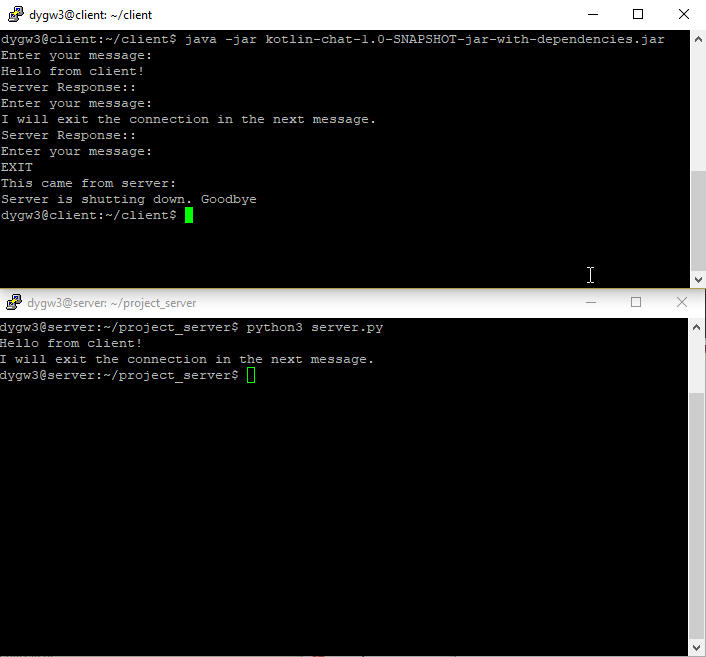 dygw3@client: ~/client
dygw3@client:~/client$ java -jar kotlin-chat-1.0-SNAPSHOT-jar-with-dependencies.jar
Enter your message:
Hello from client!
Server Response::
Enter your message:
I will exit the connection in the next message.
Server Response::
Enter your message:
EXIT
This came from server:
Server is shutting down. Goodbye
dygw3@client:~/client$
dygw3@server: ~/project_server
dygw3@server:~/project_server$ python3 server.py
Hello from client!
I will exit the connection in the next message.
dygw3@server:~/project_server$